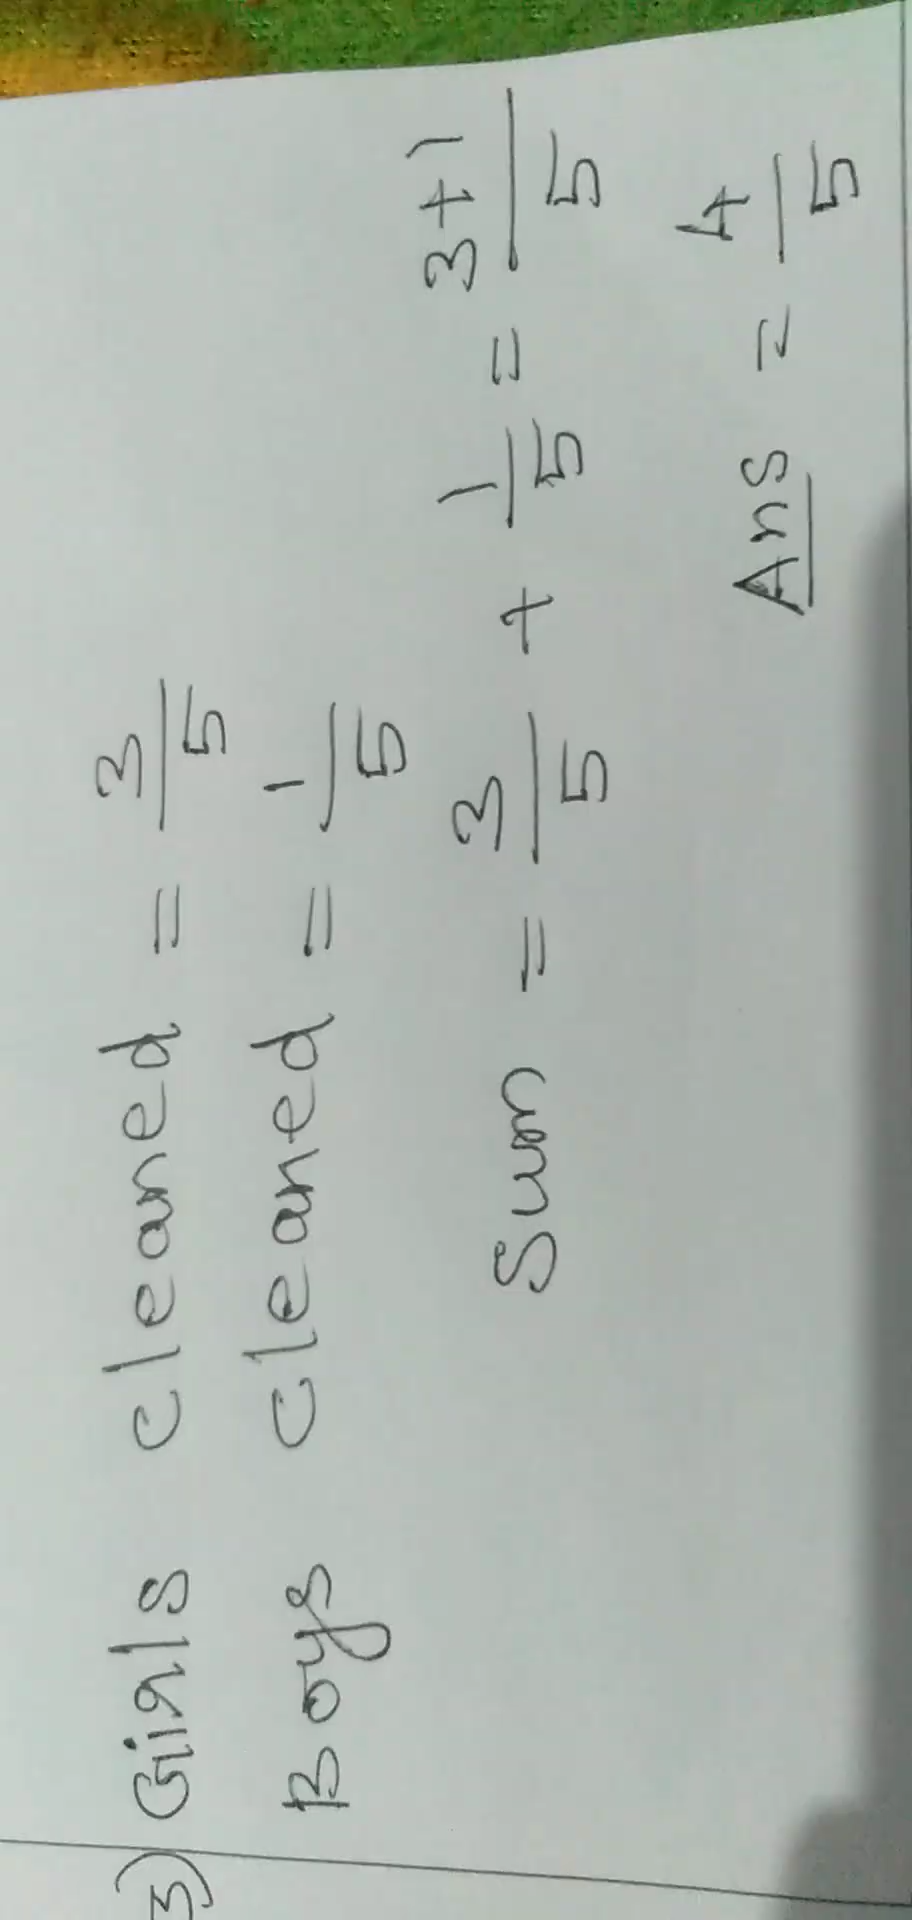 3) Girls cleaned = 3/5
Boys cleaned = 1/5
Sum = 3/5 + 1/5 = 3+1/5
Ans = 4/5